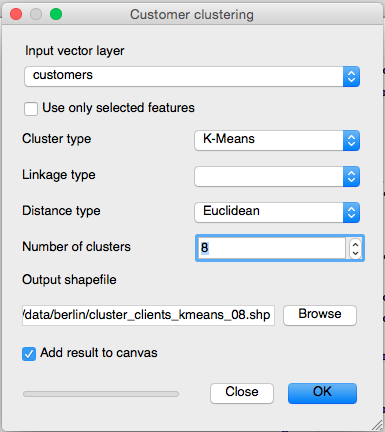 Customer clustering
Input vector layer
customers
Use only selected features
Cluster type K-Means
Linkage type
Distance type Euclidean
Number of clusters 8
Output shapefile
/data/berlin/cluster_clients_kmeans_08.shp Browse
Add result to canvas
Close OK